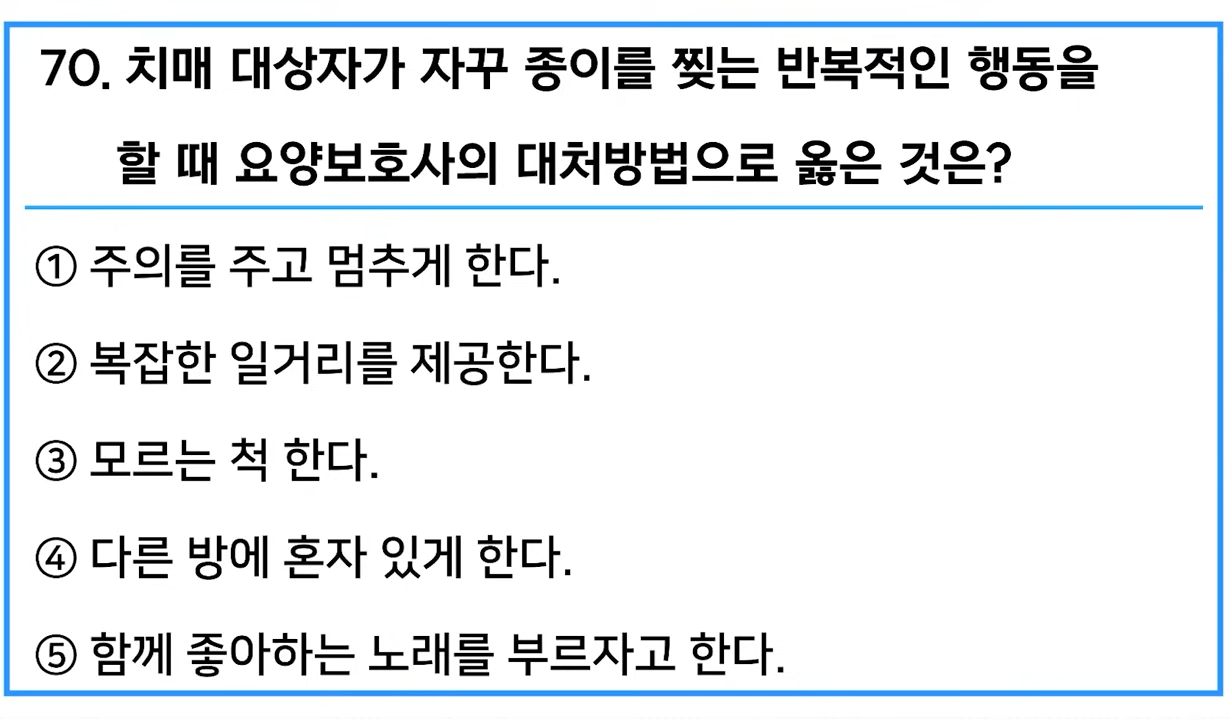 70. 치매 대상자가 자꾸 종이를 찢는 반복적인 행동을
할 때 요양보호사의 대처방법으로 옳은 것은?
① 주의를 주고 멈추게 한다.
② 복잡한 일거리를 제공한다.
③ 모르는 척 한다.
④ 다른 방에 혼자 있게 한다.
⑤ 함께 좋아하는 노래를 부르자고 한다.